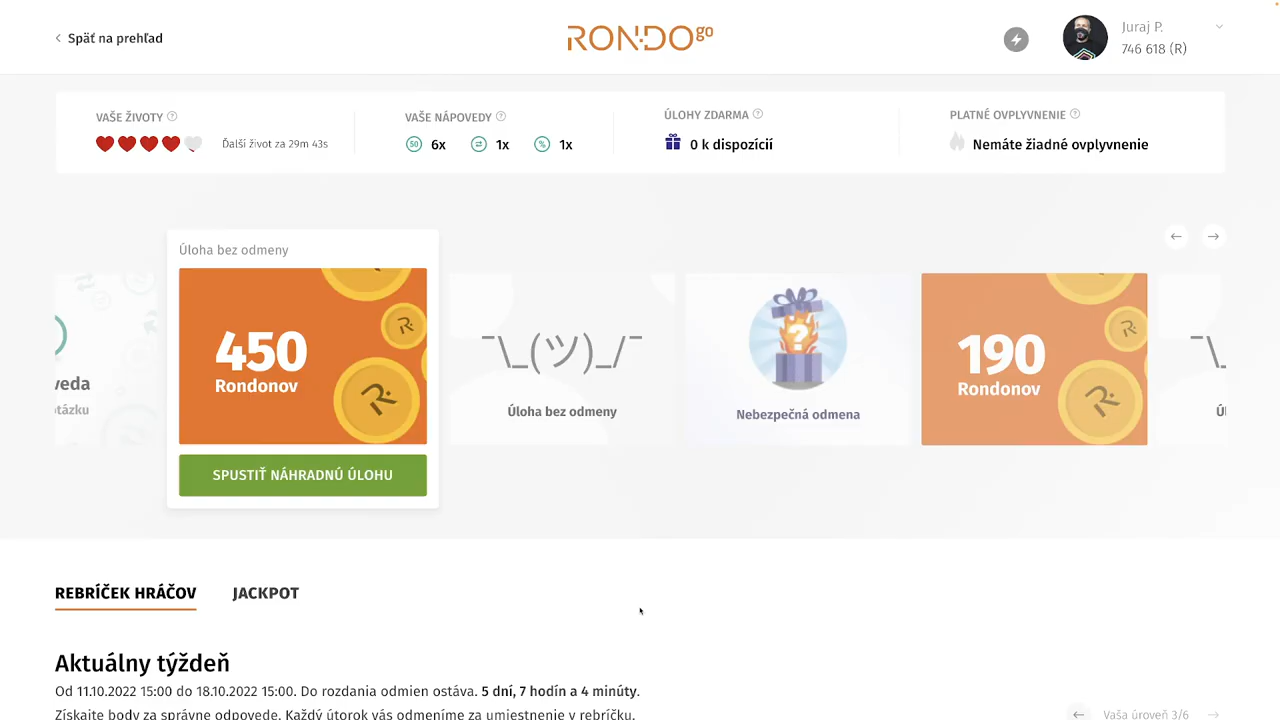 Späť na prehľad
RONDO go
Juraj P.
746 618 (R)
VAŠE ŽIVOTY
Ďalší život za 29m 43s
VAŠE NÁPOVEDY
50 6x
1x
% 1x
ÚLOHY ZDARMA
0 k dispozícií
PLATNÉ OVPLYVNENIE
Nemáte žiadné ovplyvnenie
Úloha bez odmeny
450
Rondonov
SPUSTIŤ NÁHRADNÚ ÚLOHU
¯\_(ツ)_/¯
Úloha bez odmeny
Nebezpečná odmena
190
Rondonov
REBRÍČEK HRÁČOV
JACKPOT
Aktuálny týždeň
Od 11.10.2022 15:00 do 18.10.2022 15:00. Do rozdania odmien ostáva. 5 dní, 7 hodín a 4 minúty.
Získajte body za správne odpovede. Každý útorok vás odmeníme za umiestnenie v rebríčku.
Vaša úroveň 3/6